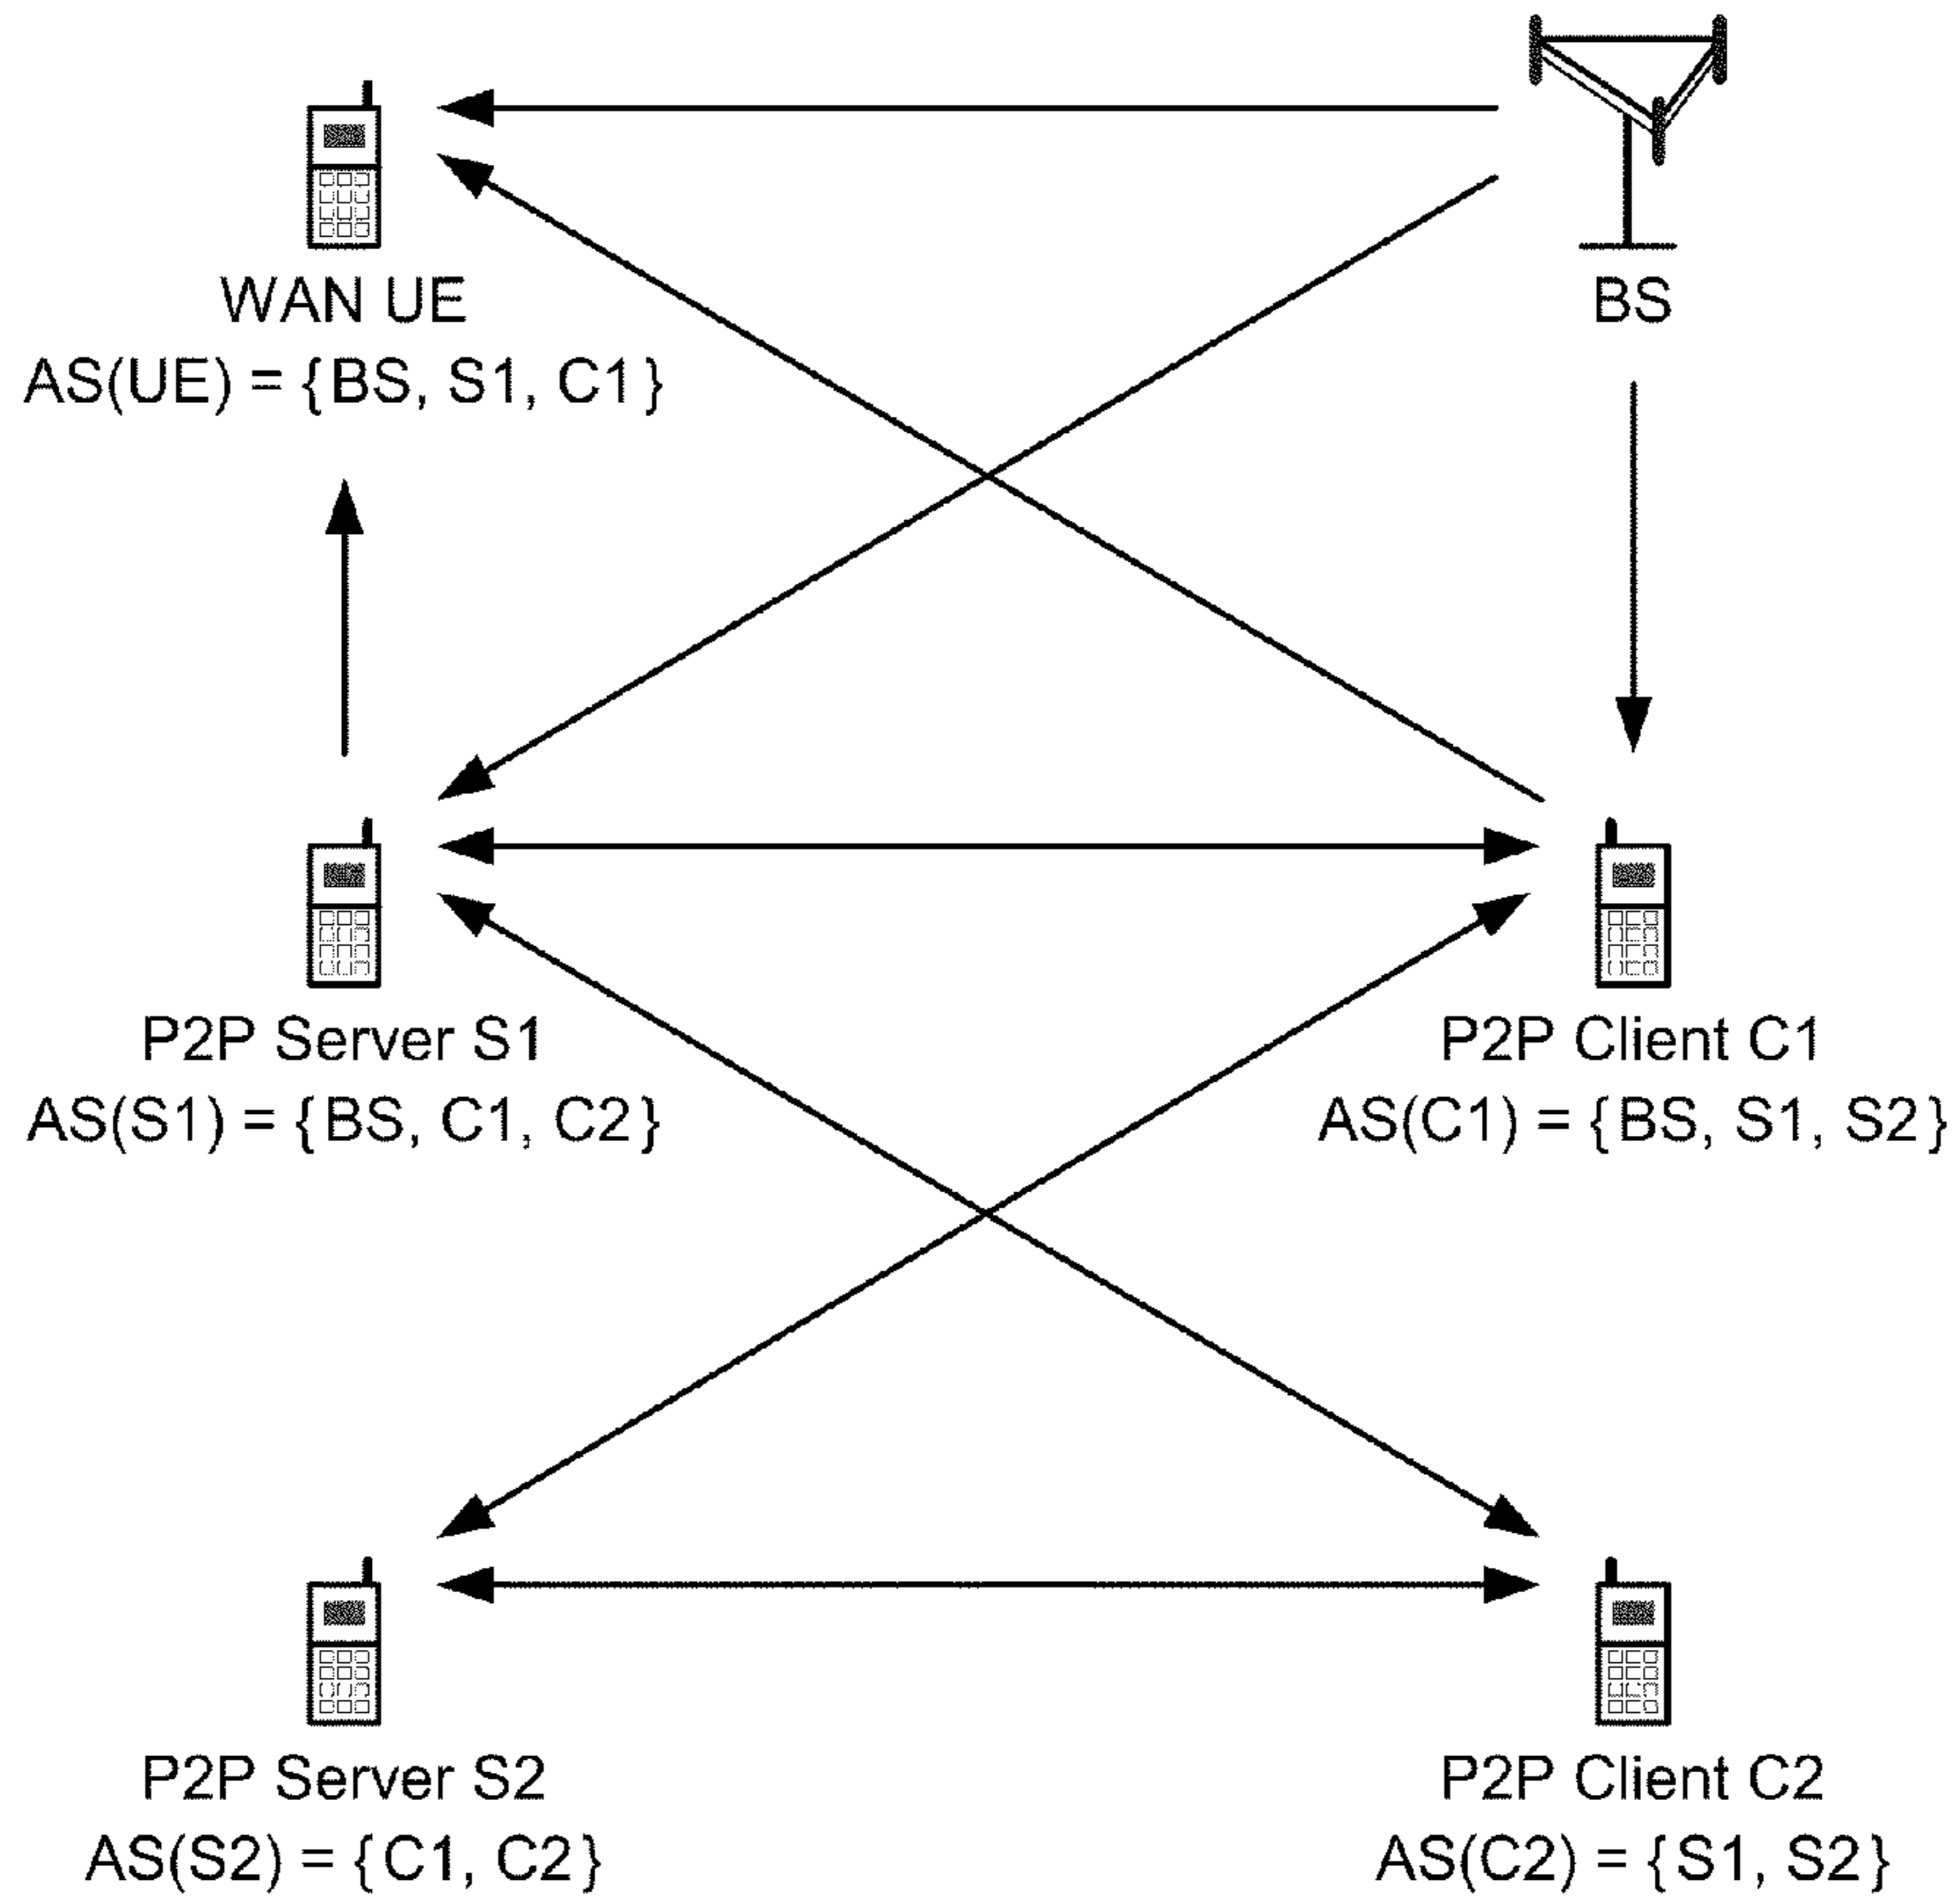 WAN UE
BS
AS(UE) = {BS, S1, C1}
P2P Server S1
P2P Client C1
AS(S1) = {BS, C1, C2}
AS(C1) = {BS, S1, S2}
P2P Server S2
P2P Client C2
AS(S2) = {C1, C2}
AS(C2) = {S1, S2}